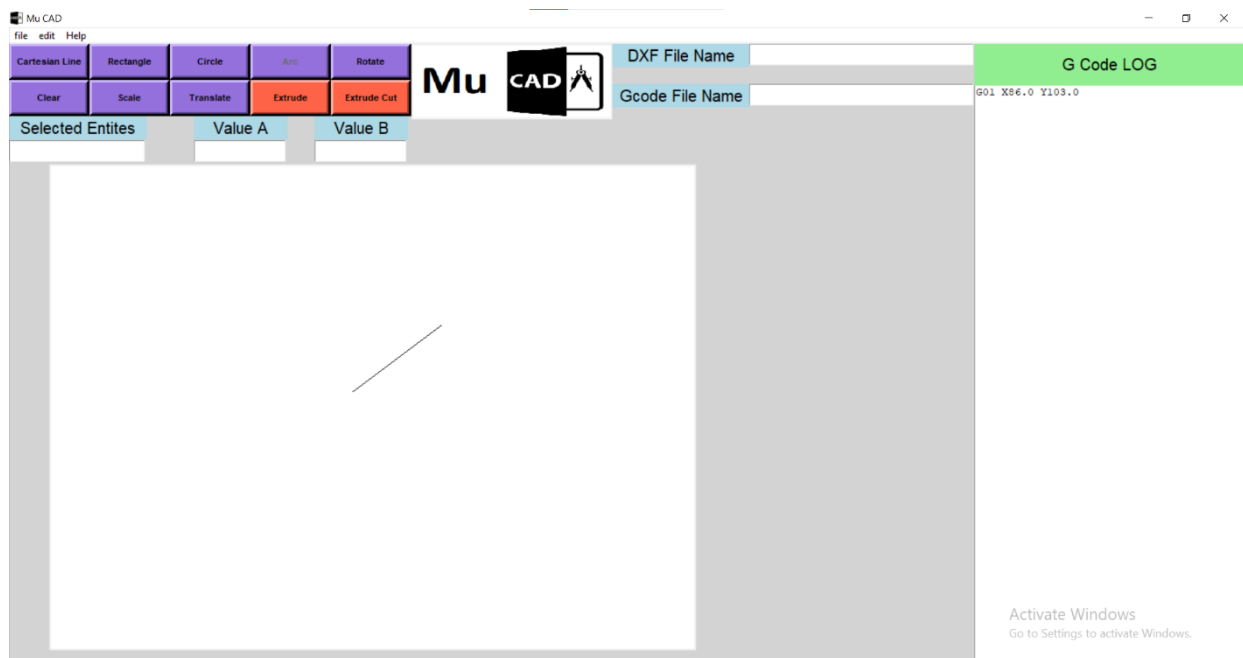 Mu CAD
file edit Help
Cartesian Line Rectangle Circle Arc Rotate
Clear Scale Translate Extrude Extrude Cut
Mu CAD
DXF File Name
Gcode File Name
G Code LOG
G01 X86.0 Y103.0
Selected Entites Value A Value B
Activate Windows
Go to Settings to activate Windows.